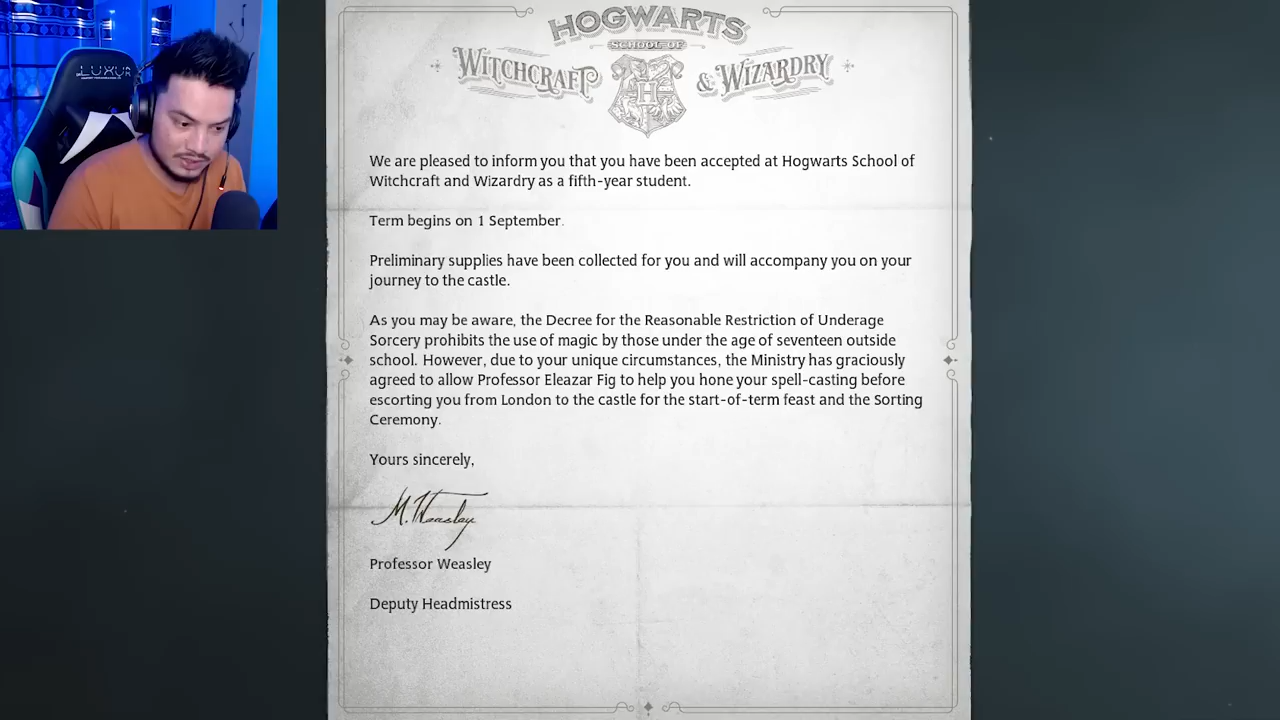 LUXUR
HOGWARTS
SCHOOL OF
WITCHCRAFT & WIZARDRY
H
We are pleased to inform you that you have been accepted at Hogwarts School of
Witchcraft and Wizardry as a fifth-year student.
Term begins on 1 September.
Preliminary supplies have been collected for you and will accompany you on your
journey to the castle.
As you may be aware, the Decree for the Reasonable Restriction of Underage
Sorcery prohibits the use of magic by those under the age of seventeen outside
school. However, due to your unique circumstances, the Ministry has graciously
agreed to allow Professor Eleazar Fig to help you hone your spell-casting before
escorting you from London to the castle for the start-of-term feast and the Sorting
Ceremony.
Yours sincerely,
M. Weasley
Professor Weasley
Deputy Headmistress